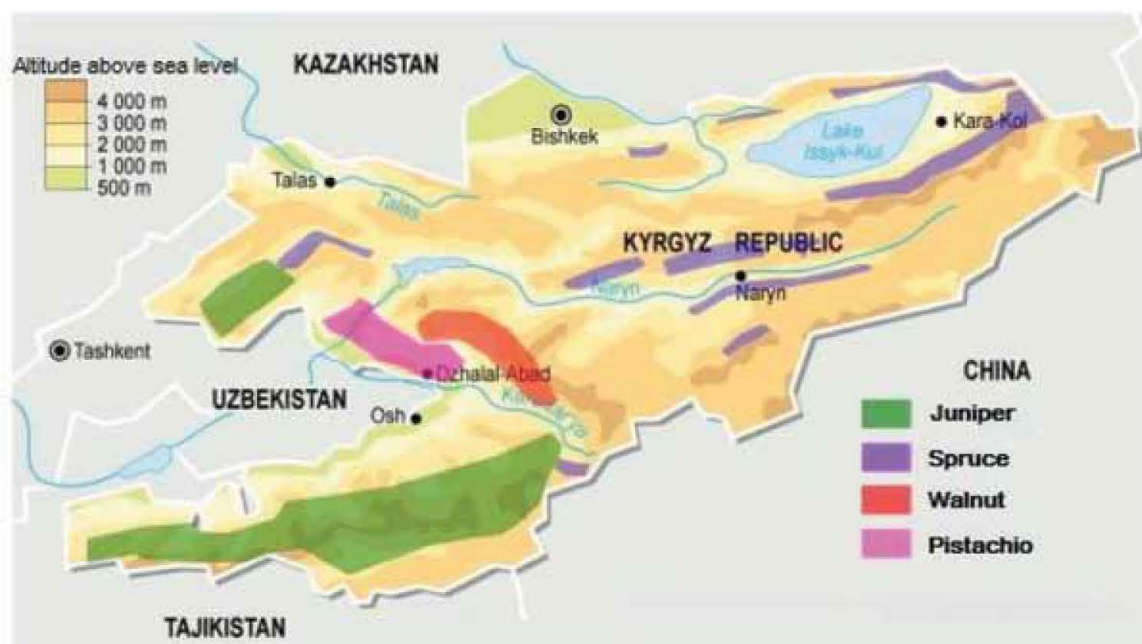 Altitude above sea level
4 000 m
3 000 m
2 000 m
1 000 m
500 m
KAZAKHSTAN
Bishkek
Lake
Issyk-Kul
Kara-Kol
Talas
Talas
KYRGYZ REPUBLIC
Naryn
Naryn
Tashkent
Dzhalal-Abad
UZBEKISTAN
Osh
CHINA
Juniper
Spruce
Walnut
Pistachio
TAJIKISTAN